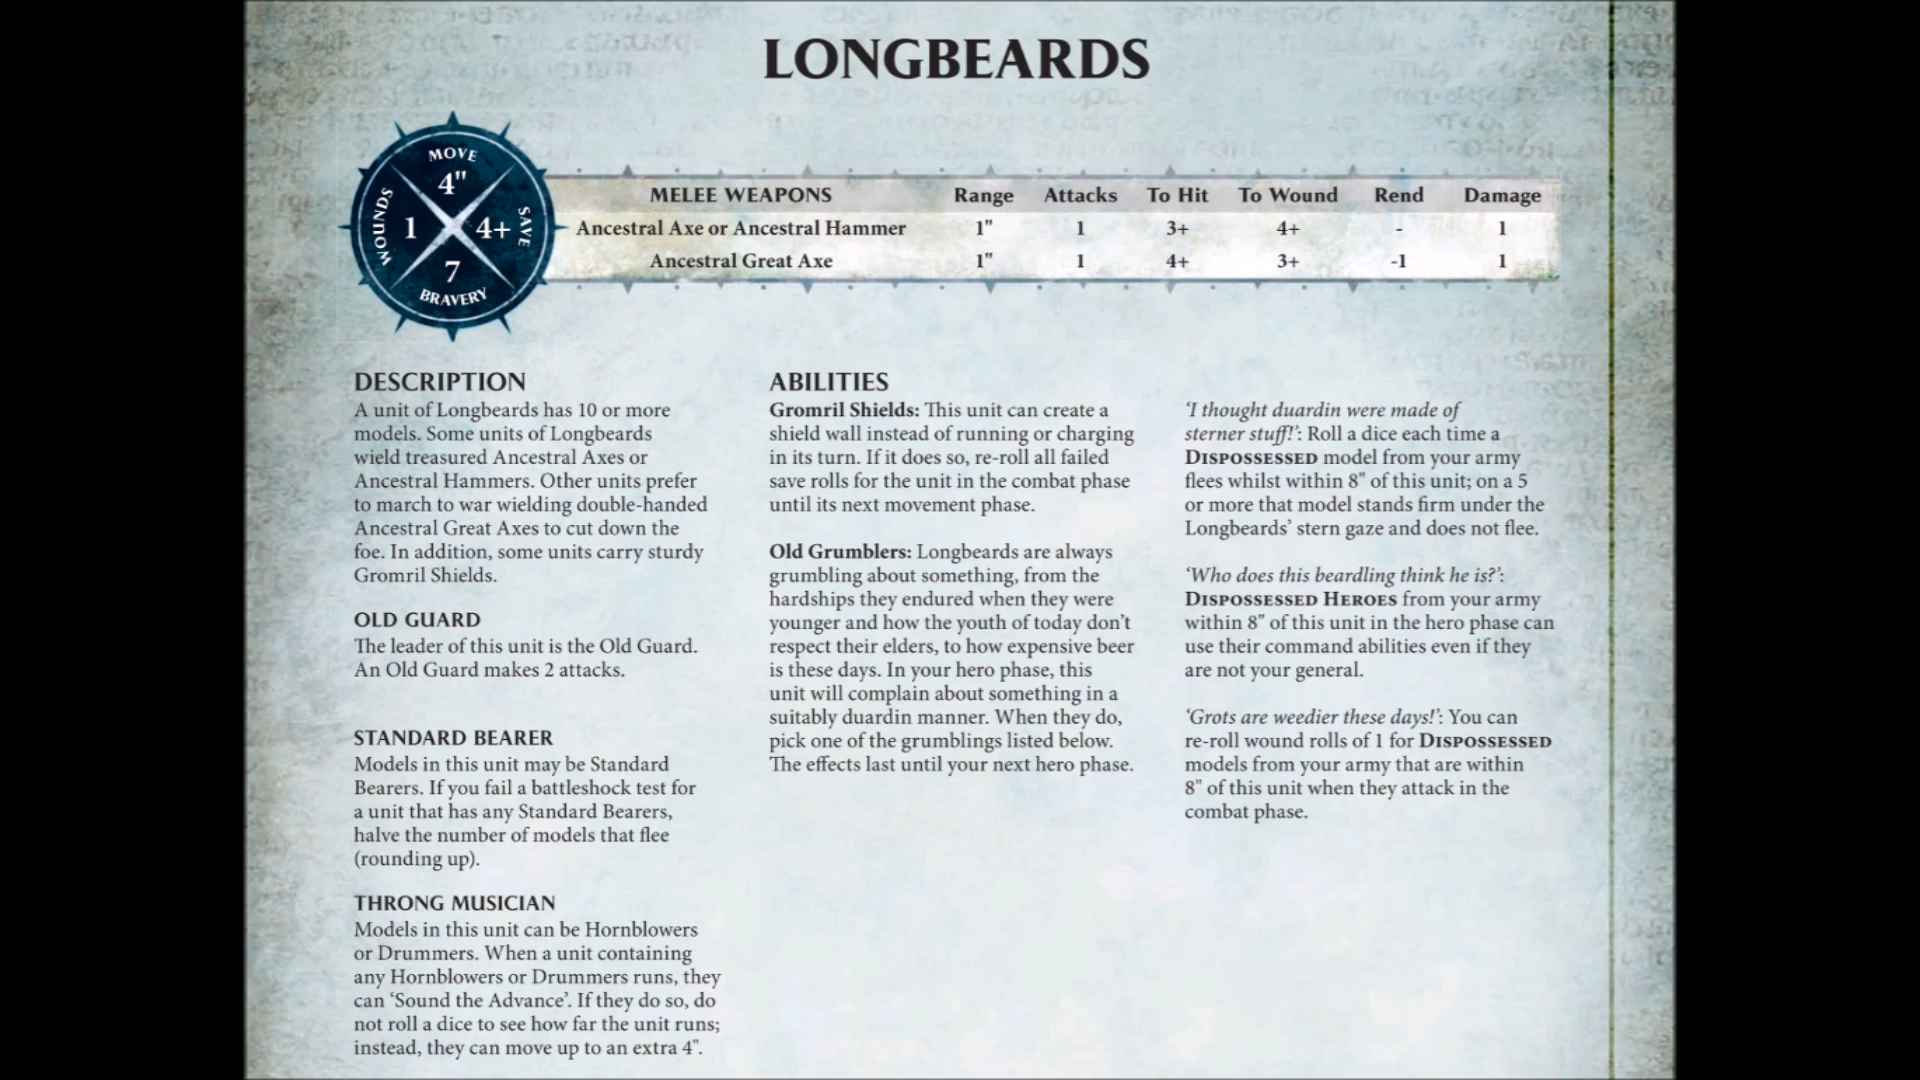 LONGBEARDS
MOVE
4"
WOUNDS
1
4+
SAVE
7
BRAVERY
MELEE WEAPONS Range Attacks To Hit To Wound Rend Damage
Ancestral Axe or Ancestral Hammer 1" 1 3+ 4+ - 1
Ancestral Great Axe 1" 1 4+ 3+ -1 1
DESCRIPTION
A unit of Longbeards has 10 or more
models. Some units of Longbeards
wield treasured Ancestral Axes or
Ancestral Hammers. Other units prefer
to march to war wielding double-handed
Ancestral Great Axes to cut down the
foe. In addition, some units carry sturdy
Gromril Shields.
OLD GUARD
The leader of this unit is the Old Guard.
An Old Guard makes 2 attacks.
STANDARD BEARER
Models in this unit may be Standard
Bearers. If you fail a battleshock test for
a unit that has any Standard Bearers,
halve the number of models that flee
(rounding up).
THRONG MUSICIAN
Models in this unit can be Hornblowers
or Drummers. When a unit containing
any Hornblowers or Drummers runs, they
can ‘Sound the Advance’. If they do so, do
not roll a dice to see how far the unit runs;
instead, they can move up to an extra 4".
ABILITIES
Gromril Shields: This unit can create a
shield wall instead of running or charging
in its turn. If it does so, re-roll all failed
save rolls for the unit in the combat phase
until its next movement phase.
Old Grumblers: Longbeards are always
grumbling about something, from the
hardships they endured when they were
younger and how the youth of today don’t
respect their elders, to how expensive beer
is these days. In your hero phase, this
unit will complain about something in a
suitably duardin manner. When they do,
pick one of the grumblings listed below.
The effects last until your next hero phase.
‘I thought duardin were made of
sterner stuff!’: Roll a dice each time a
DISPOSSESSED model from your army
flees whilst within 8" of this unit; on a 5
or more that model stands firm under the
Longbeards’ stern gaze and does not flee.
‘Who does this beardling think he is?’:
DISPOSSESSED HEROES from your army
within 8" of this unit in the hero phase can
use their command abilities even if they
are not your general.
‘Grots are weedier these days!’: You can
re-roll wound rolls of 1 for DISPOSSESSED
models from your army that are within
8" of this unit when they attack in the
combat phase.